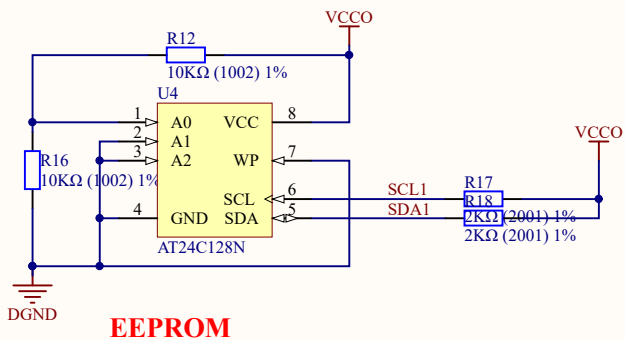 VCCO
R12
10KΩ (1002) 1%
U4
1 A0 VCC 8
2 A1
3 A2 WP 7
VCCO
R16
10KΩ (1002) 1%
SCL 6 SCL1 R17
4 GND SDA 5 SDA1 R18
2KΩ (2001) 1%
2KΩ (2001) 1%
AT24C128N
DGND
EEPROM